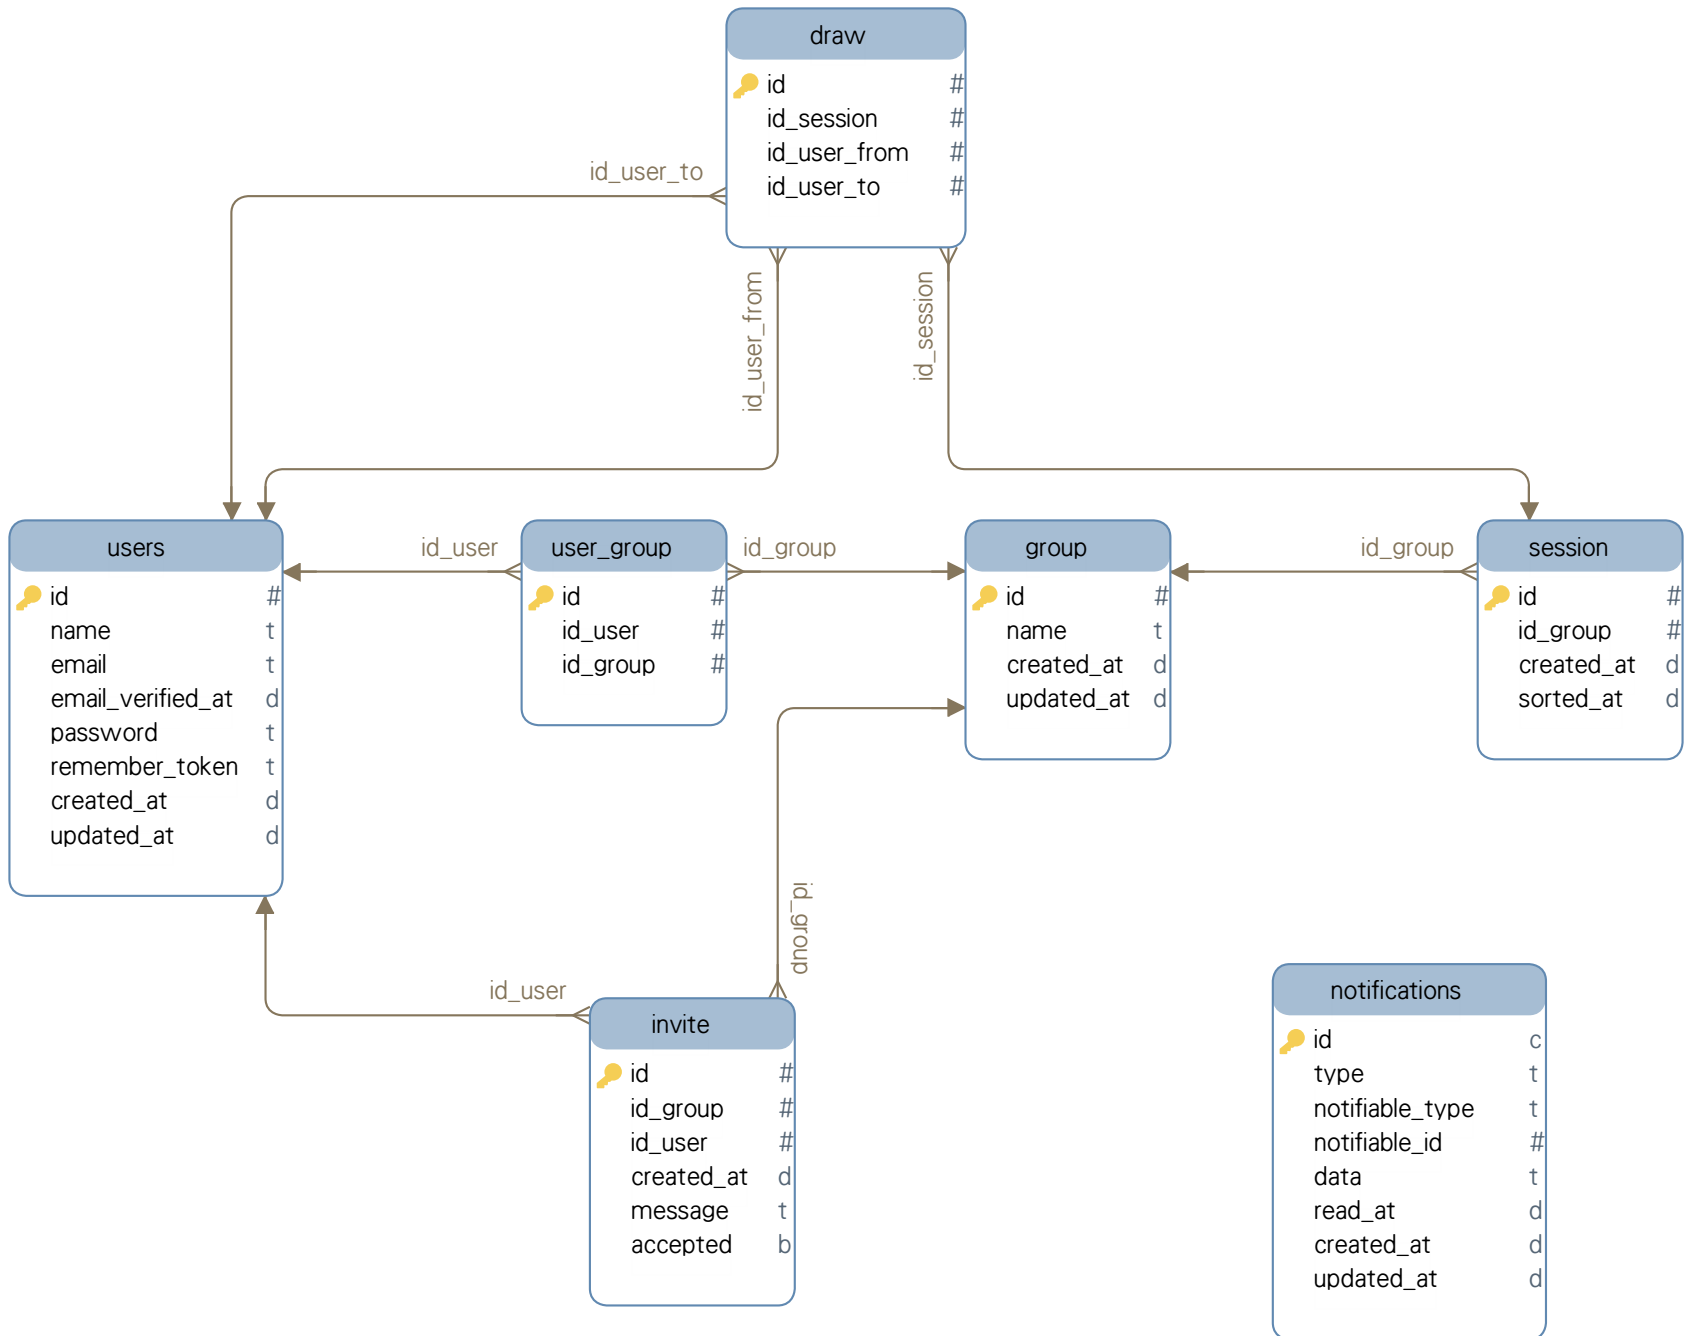 draw
id #
id_session #
id_user_from #
id_user_to #
id_user_to
id_user_from
id_session
users
id #
name t
email t
email_verified_at d
password t
remember_token t
created_at d
updated_at d
id_user
user_group
id #
id_user #
id_group #
id_group
group
id #
name t
created_at d
updated_at d
id_group
session
id #
id_group #
created_at d
sorted_at d
id_group
id_user
invite
id #
id_group #
id_user #
created_at d
message t
accepted b
notifications
id c
type t
notifiable_type t
notifiable_id #
data t
read_at d
created_at d
updated_at d